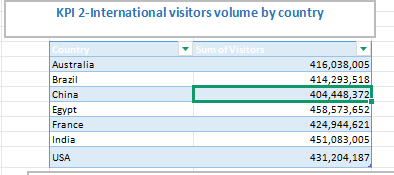 KPI 2-International visitors volume by country
Country Sum of Visitors
Australia 416,038,005
Brazil 414,293,518
China 404,448,372
Egypt 458,573,652
France 424,944,621
India 451,083,005
USA 431,204,187